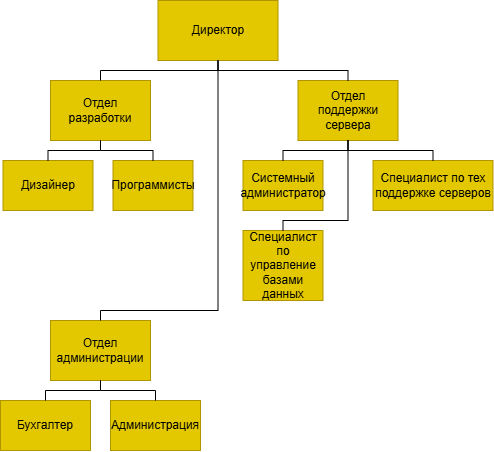 Директор
Отдел
разработки
Отдел
поддержки
сервера
Дизайнер
Программисты
Системный
администратор
Специалист по тех
поддержке серверов
Специалист
по
управление
базами
данных
Отдел
администрации
Бухгалтер
Администрация